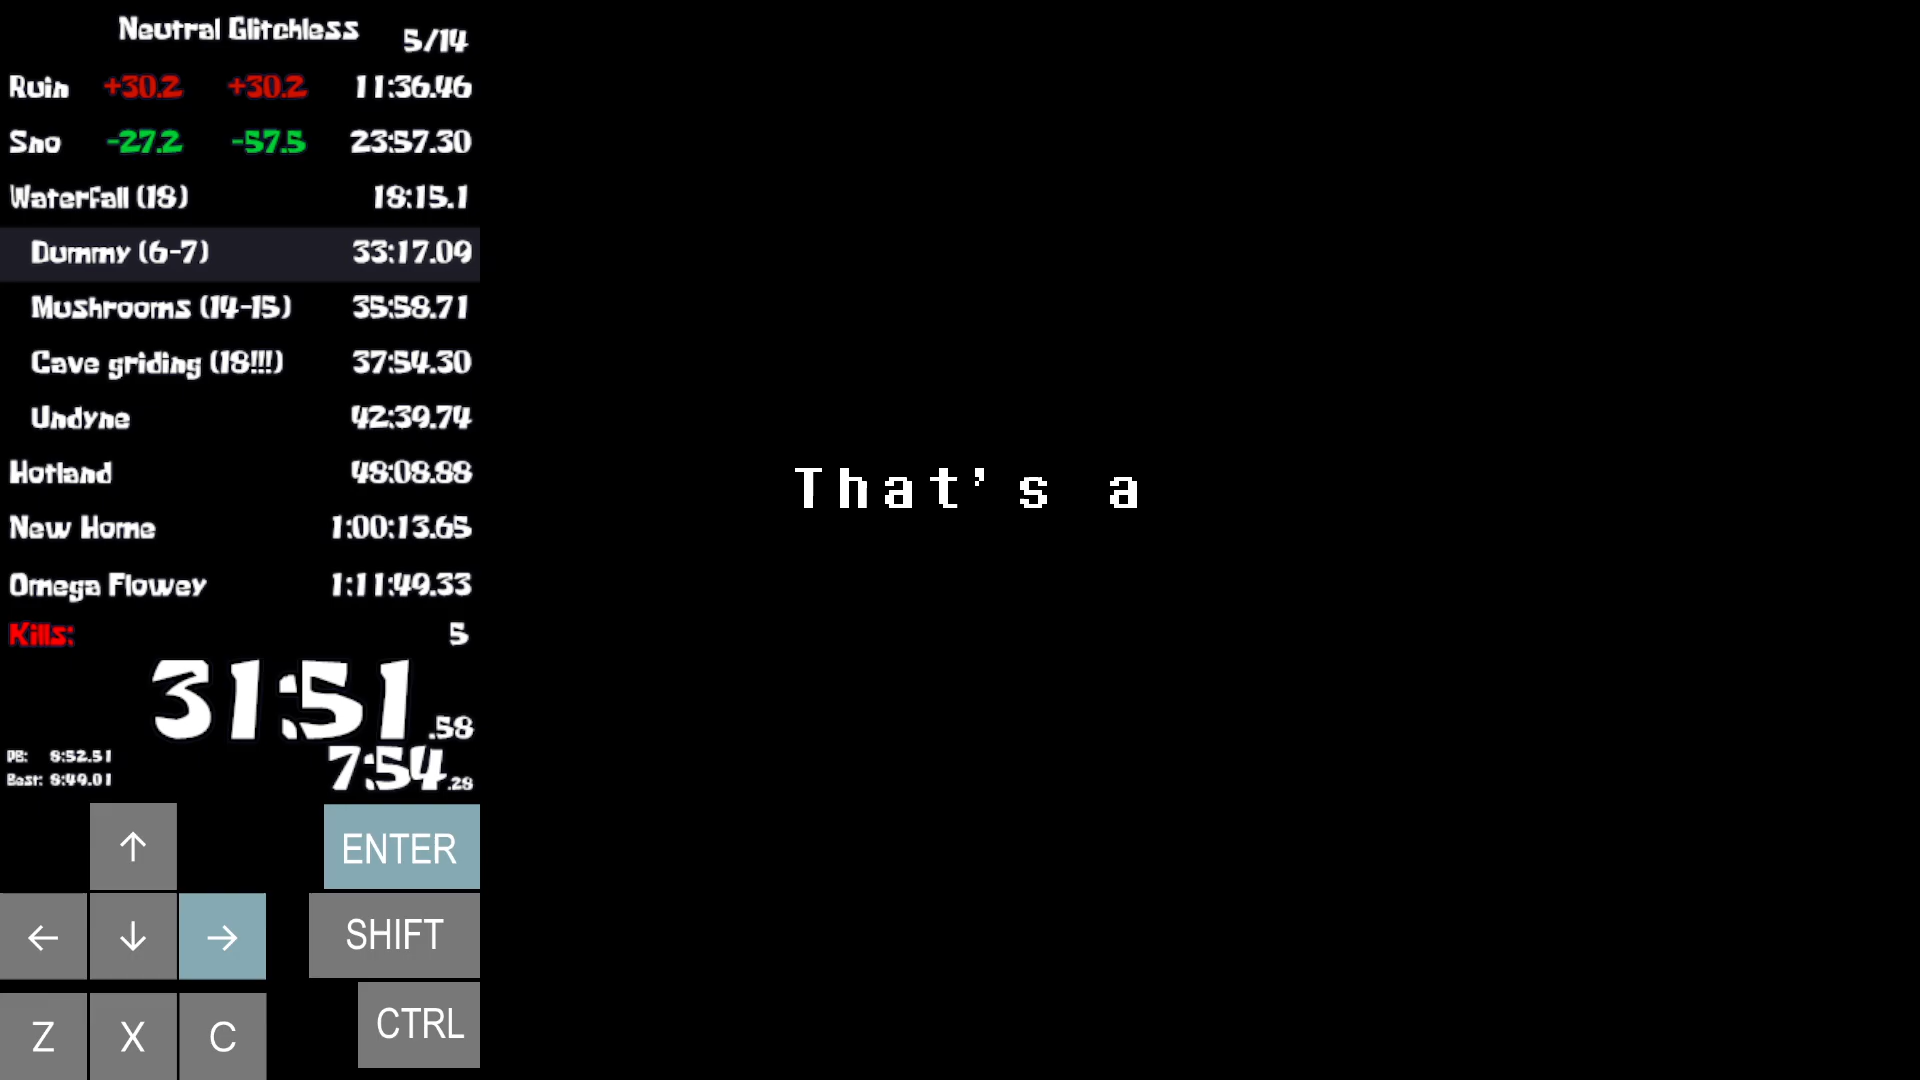 Neutral Glitchless 5/14
Ruin +30.2 +30.2 11:36.46
Sno -27.2 -57.5 23:57.30
Waterfall (18) 18:15.1
Dummy (6-7) 33:17.09
Mushrooms (14-15) 35:58.71
Cave griding (18!!!) 37:54.30
Undyne 42:39.74
Hotland 48:08.88
New Home 1:00:13.65
Omega Flowey 1:11:49.33
Kills: 5
31:51.58
PB: 8:52.51
Best: 8:49.01
7:54.28
That's a
↑ ENTER
← ↓ → SHIFT
Z X C CTRL